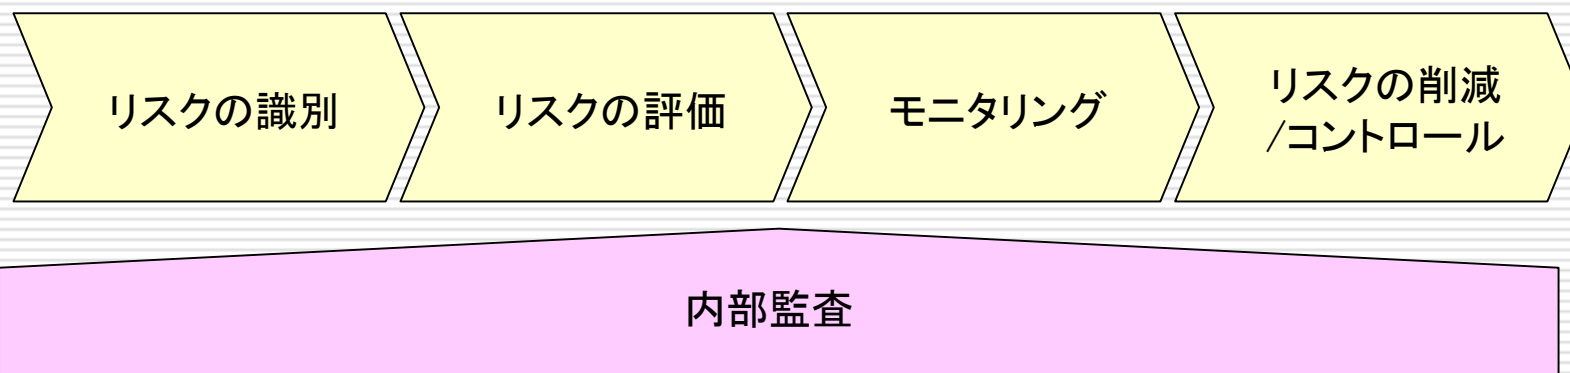 リスクの識別
リスクの評価
モニタリング
リスクの削減
/コントロール
内部監査